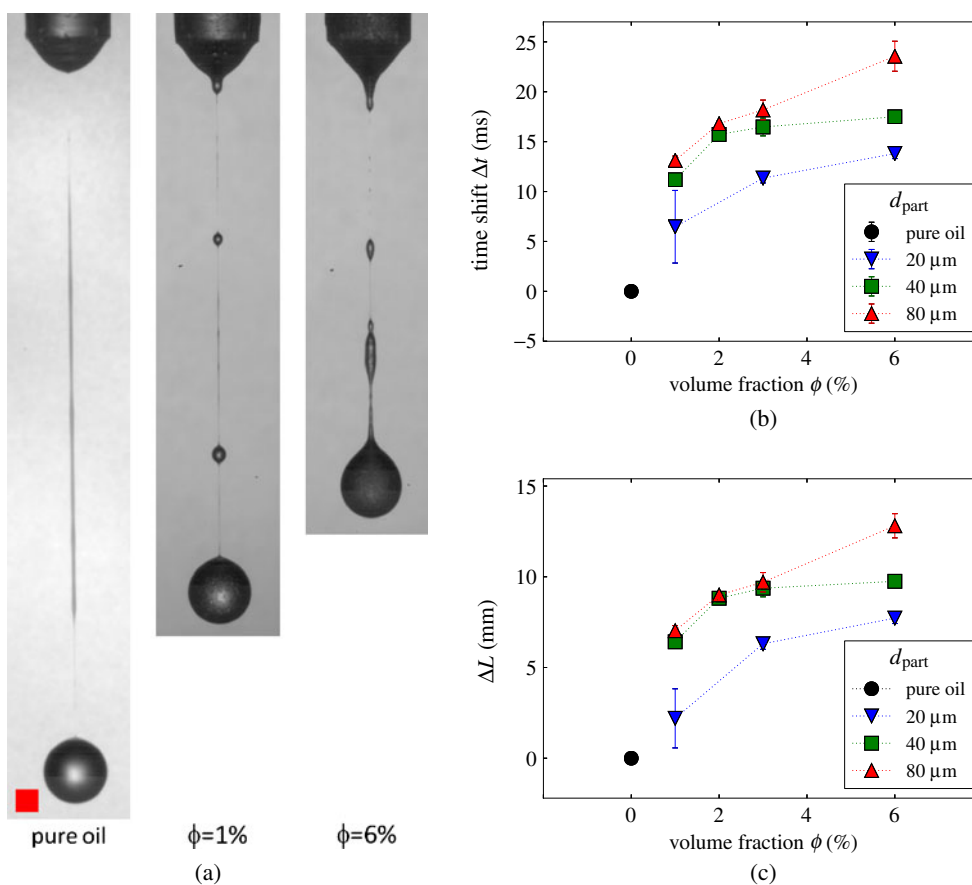 pure oil
ϕ=1%
ϕ=6%
(a)
25
20
15
10
5
0
−5
time shift Δt (ms)
d_part
pure oil
20 μm
40 μm
80 μm
0
2
4
6
volume fraction ϕ (%)
(b)
15
10
5
0
ΔL (mm)
d_part
pure oil
20 μm
40 μm
80 μm
0
2
4
6
volume fraction ϕ (%)
(c)